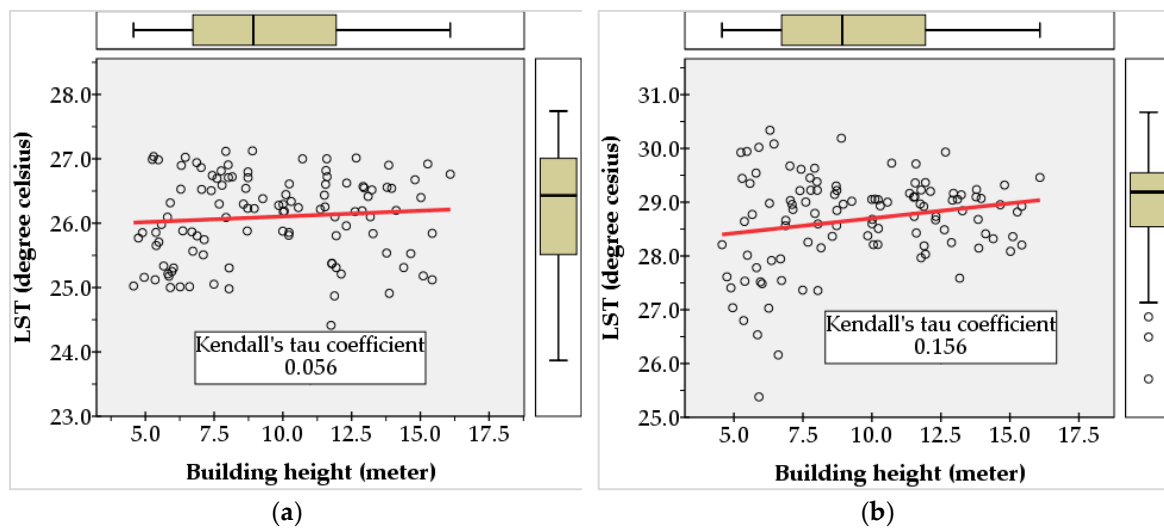 LST (degree celsius)
28.0
27.0
26.0
25.0
24.0
23.0
Kendall's tau coefficient
0.056
5.0 7.5 10.0 12.5 15.0 17.5
Building height (meter)
(a)
LST (degree cesius)
31.0
30.0
29.0
28.0
27.0
26.0
25.0
Kendall's tau coefficient
0.156
5.0 7.5 10.0 12.5 15.0 17.5
Building height (meter)
(b)